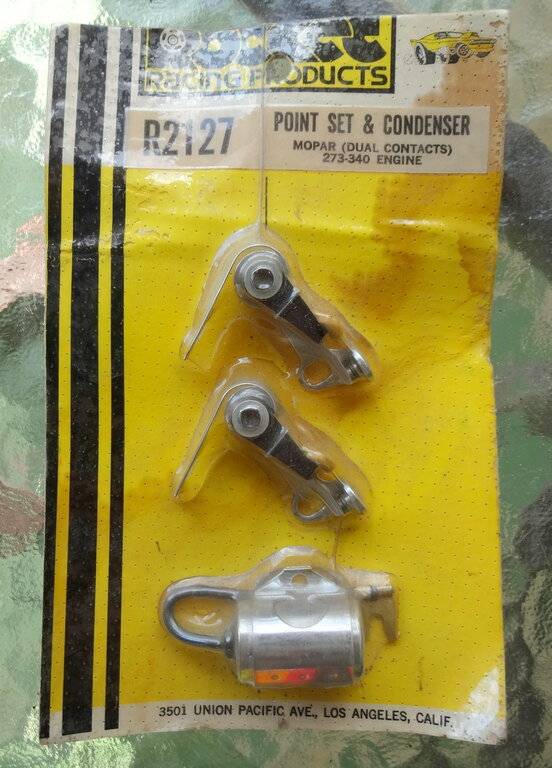 Racing PRODUCTS
R2127
POINT SET & CONDENSER
MOPAR (DUAL CONTACTS)
273-340 ENGINE
3501 UNION PACIFIC AVE., LOS ANGELES, CALIF.